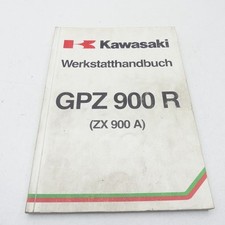 Kawasaki
Werkstatthandbuch
GPZ 900 R
(ZX 900 A)